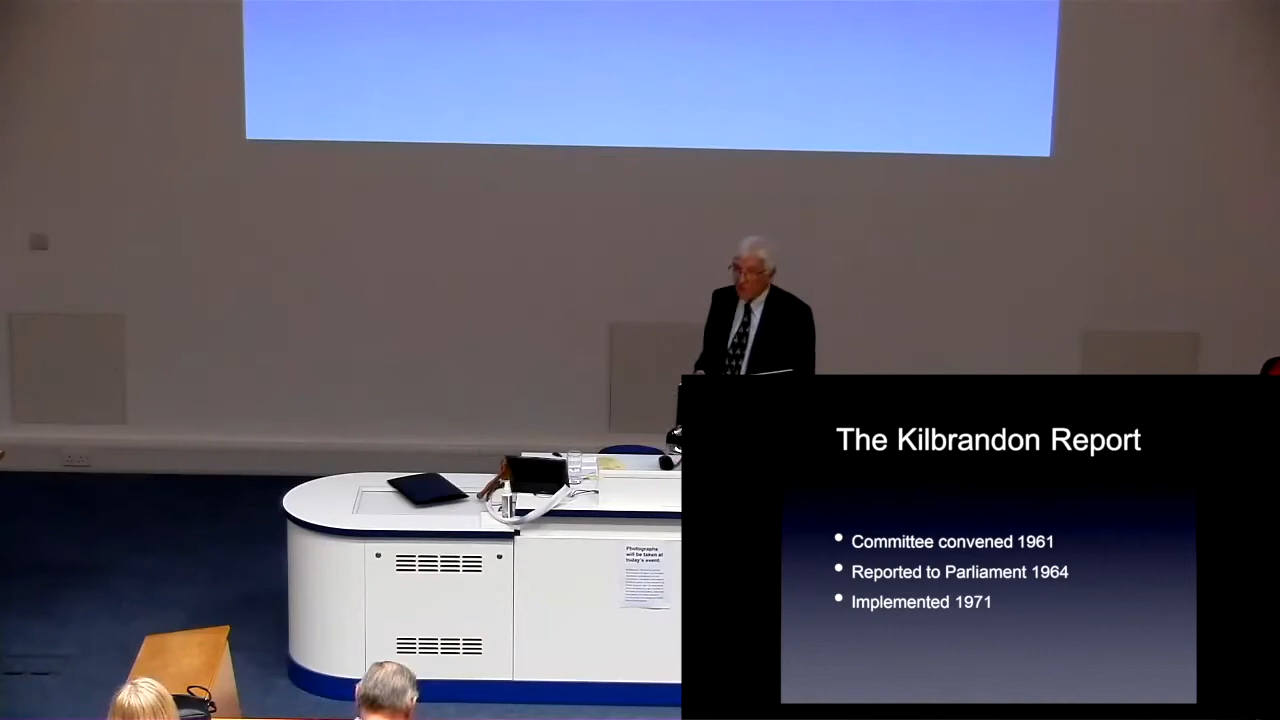 Photographs
will be taken at
today's event.
The Kilbrandon Report
• Committee convened 1961
• Reported to Parliament 1964
• Implemented 1971